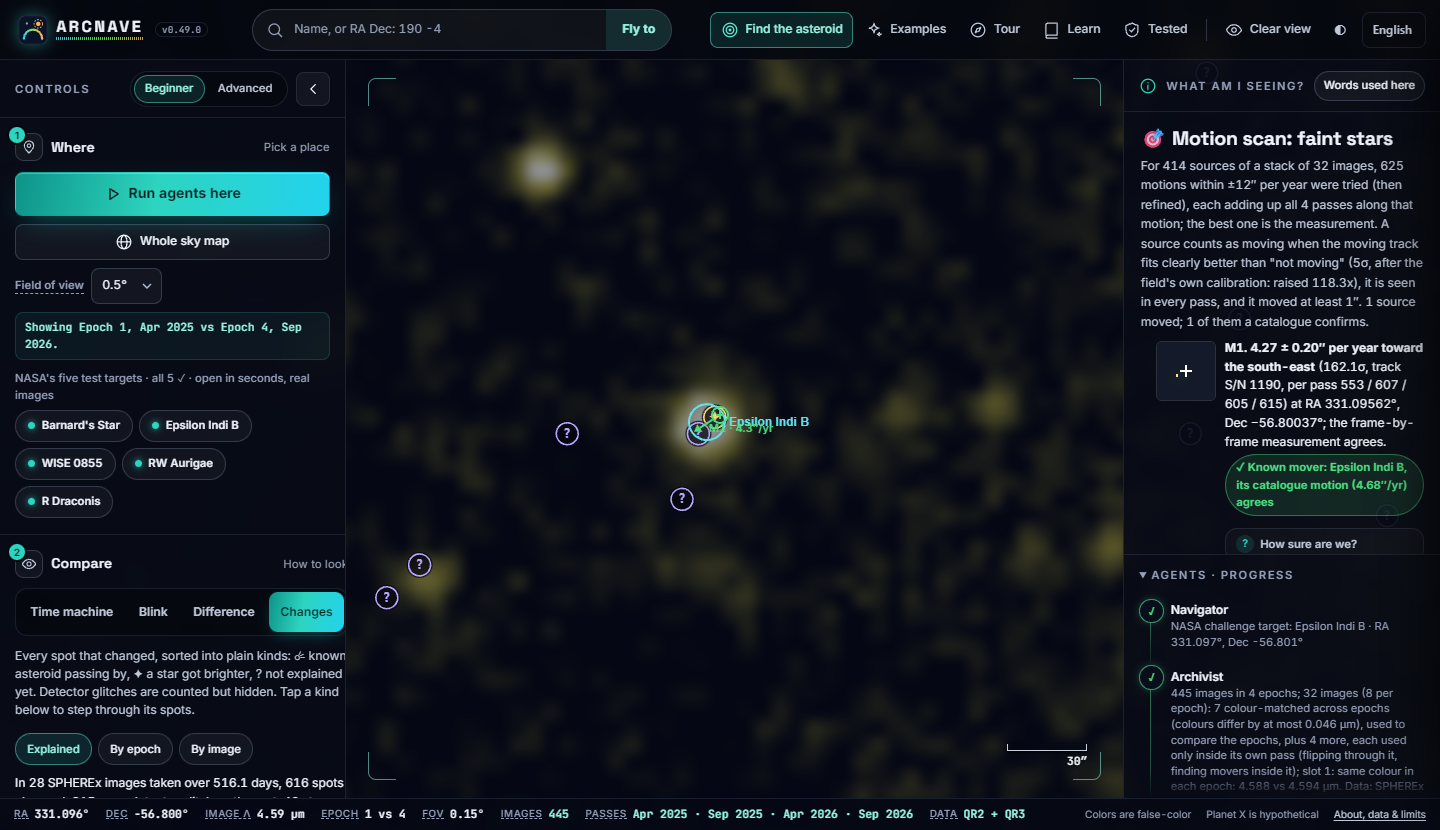 ARCNAVE v0.49.0
Name, or RA Dec: 190 -4
Fly to
Find the asteroid
Examples
Tour
Learn
Tested
Clear view
English
CONTROLS
Beginner
Advanced
1
Where
Pick a place
Run agents here
Whole sky map
Field of view
0.5°
Showing Epoch 1, Apr 2025 vs Epoch 4, Sep
2026.
NASA's five test targets · all 5 ✓ · open in seconds, real
images
Barnard's Star
Epsilon Indi B
WISE 0855
RW Aurigae
R Draconis
2
Compare
How to look
Time machine
Blink
Difference
Changes
Every spot that changed, sorted into plain kinds: ☄ known
asteroid passing by, ✦ a star got brighter, ? not explained
yet. Detector glitches are counted but hidden. Tap a kind
below to step through its spots.
Explained
By epoch
By image
In 28 SPHEREx images taken over 516.1 days, 616 spots
?
?
?
?
Epsilon Indi B
4.3″/yr
30″
WHAT AM I SEEING?
Words used here
🎯 Motion scan: faint stars
For 414 sources of a stack of 32 images, 625
motions within ±12″ per year were tried (then
refined), each adding up all 4 passes along that
motion; the best one is the measurement. A
source counts as moving when the moving track
fits clearly better than "not moving" (5σ, after the
field's own calibration: raised 118.3x), it is seen
in every pass, and it moved at least 1″. 1 source
moved; 1 of them a catalogue confirms.
M1. 4.27 ± 0.20″ per year toward
the south-east (162.1σ, track
S/N 1190, per pass 553 / 607 /
605 / 615) at RA 331.09562°,
Dec −56.80037°; the frame-by-
frame measurement agrees.
✓ Known mover: Epsilon Indi B,
its catalogue motion (4.68″/yr)
agrees
? How sure are we?
▼ AGENTS · PROGRESS
✓ Navigator
NASA challenge target: Epsilon Indi B · RA
331.097°, Dec −56.801°
✓ Archivist
445 images in 4 epochs; 32 images (8 per
epoch): 7 colour-matched across epochs
(colours differ by at most 0.046 µm), used to
compare the epochs, plus 4 more, each used
only inside its own pass (flipping through it,
finding movers inside it); slot 1: same colour in
each epoch: 4.588 vs 4.594 µm. Data: SPHEREx
RA 331.096°
DEC -56.800°
IMAGE Λ 4.59 µm
EPOCH 1 vs 4
FOV 0.15°
IMAGES 445
PASSES Apr 2025 · Sep 2025 · Apr 2026 · Sep 2026
DATA QR2 + QR3
Colors are false-color
Planet X is hypothetical
About, data & limits